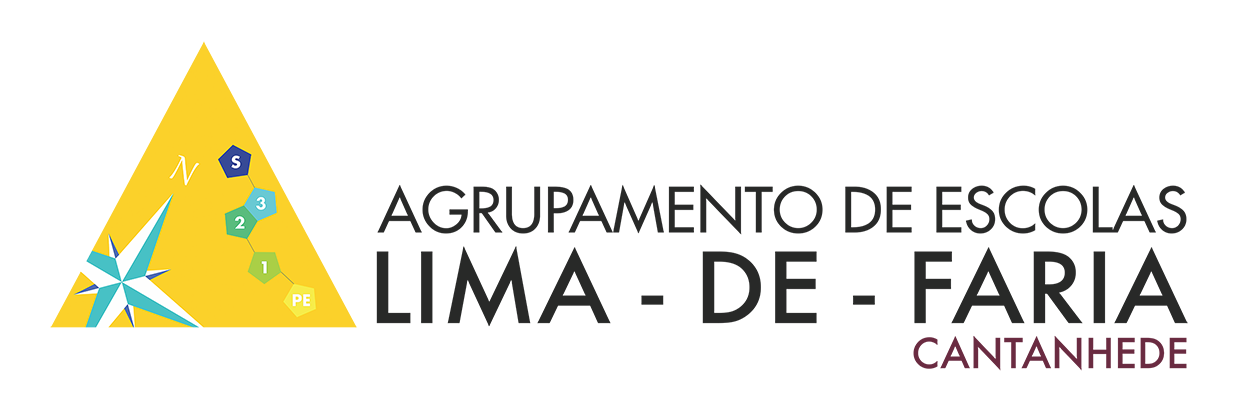 N
S
3
2
1
PE
AGRUPAMENTO DE ESCOLAS
LIMA - DE - FARIA
CANTANHEDE